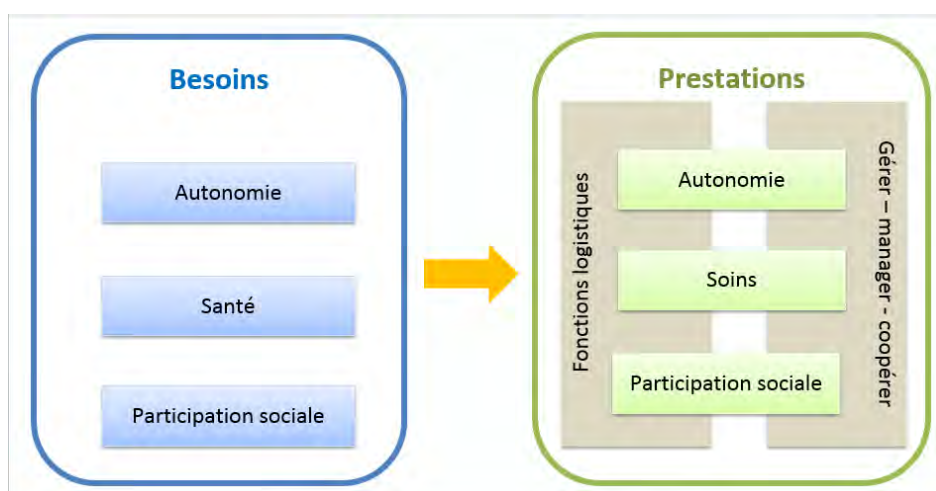 Besoins
Autonomie
Santé
Participation sociale
Prestations
Fonctions logistiques
Autonomie
Soins
Participation sociale
Gérer – manager - coopérer